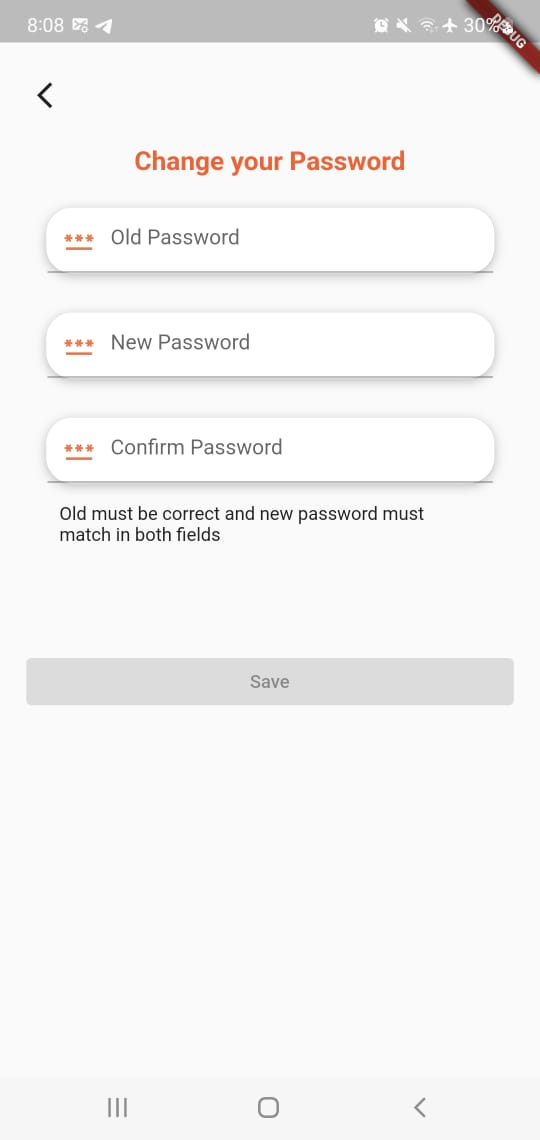 8:08 30%
DEBUG
Change your Password
*** Old Password
*** New Password
*** Confirm Password
Old must be correct and new password must
match in both fields
Save